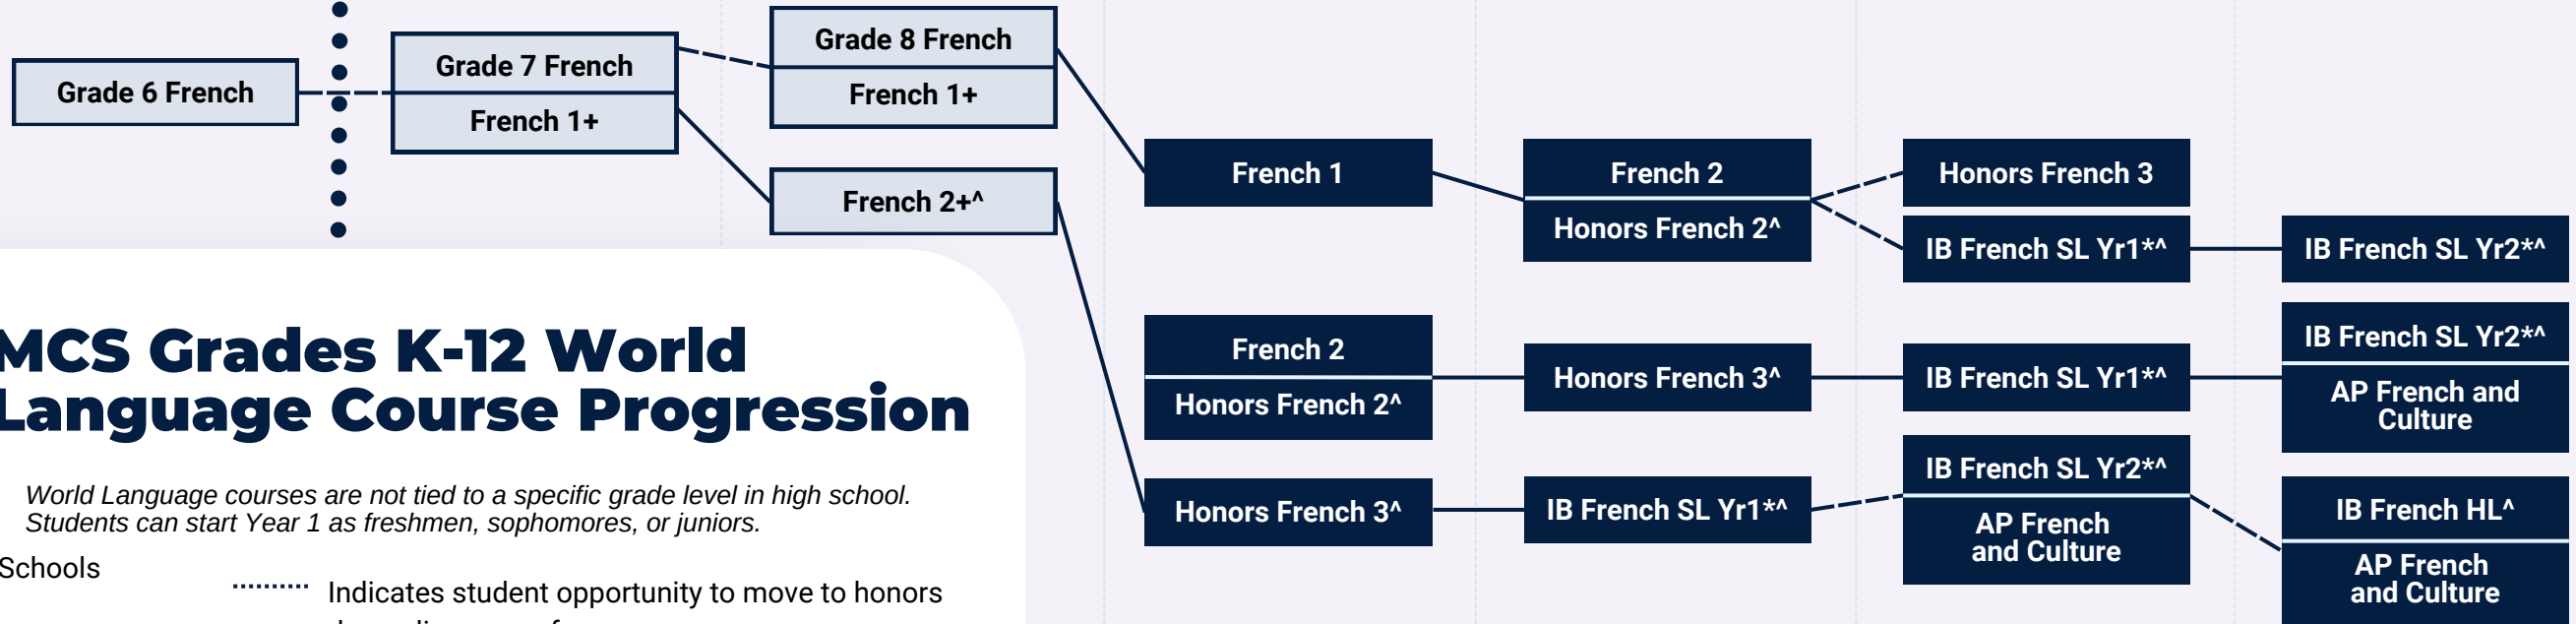 Grade 6 French
Grade 7 French
French 1+
Grade 8 French
French 1+
French 2+^
French 1
French 2
Honors French 2^
Honors French 3
IB French SL Yr1*^
IB French SL Yr2*^
French 2
Honors French 2^
Honors French 3^
IB French SL Yr1*^
IB French SL Yr2*^
AP French and
Culture
Honors French 3^
IB French SL Yr1*^
IB French SL Yr2*^
AP French
and Culture
IB French HL^
AP French
and Culture
MCS Grades K-12 World
Language Course Progression
World Language courses are not tied to a specific grade level in high school.
Students can start Year 1 as freshmen, sophomores, or juniors.
Schools
Indicates student opportunity to move to honors